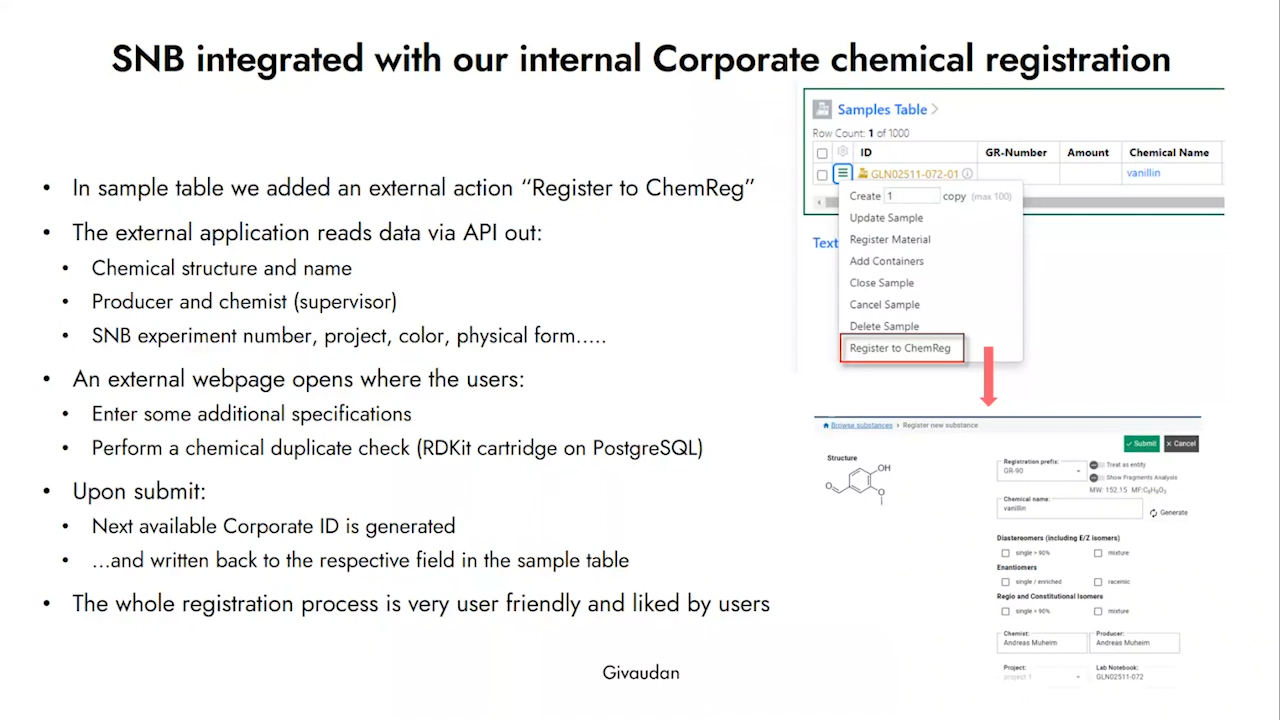 SNB integrated with our internal Corporate chemical registration
• In sample table we added an external action “Register to ChemReg”
• The external application reads data via API out:
• Chemical structure and name
• Producer and chemist (supervisor)
• SNB experiment number, project, color, physical form.....
• An external webpage opens where the users:
• Enter some additional specifications
• Perform a chemical duplicate check (RDKit cartridge on PostgreSQL)
• Upon submit:
• Next available Corporate ID is generated
• ...and written back to the respective field in the sample table
• The whole registration process is very user friendly and liked by users
Samples Table >
Row Count: 1 of 1000
ID GR-Number Amount Chemical Name
GLN02511-072-01 vanillin
Create 1 copy (max 100)
Update Sample
Register Material
Text
Add Containers
Close Sample
Cancel Sample
Delete Sample
Register to ChemReg
Browse substances > Register new substance
Submit Cancel
Structure
OH
O
O
Registration prefix:
GR-90
Treat as entity
Show Fragments Analysis
MW: 152.15 MF:C8H8O3
Chemical name:
vanillin
Generate
Diastereomers (including E/Z isomers)
single > 90% mixture
Enantiomers
single / enriched racemic
Regio and Constitutional Isomers
single > 90% mixture
Chemist: Producer:
Andreas Muheim Andreas Muheim
Project: Lab Notebook:
project 1 GLN02511-072
Givaudan